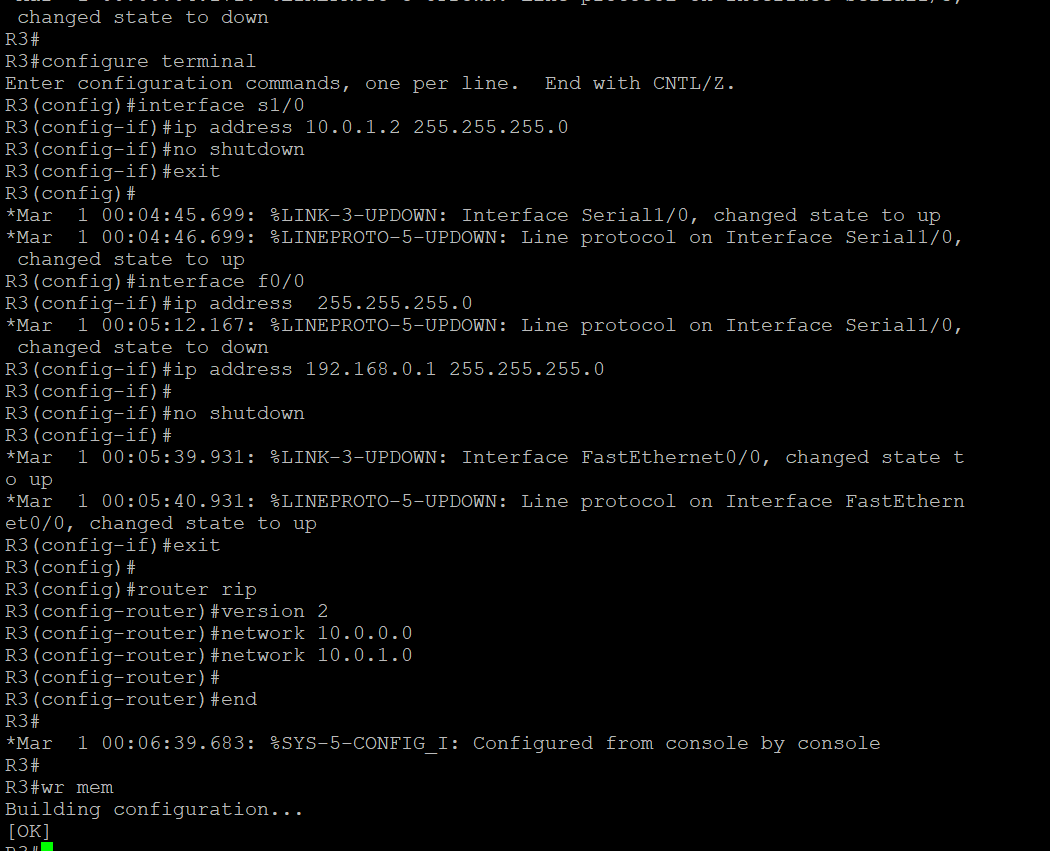 changed state to down
R3#
R3#configure terminal
Enter configuration commands, one per line.  End with CNTL/Z.
R3(config)#interface s1/0
R3(config-if)#ip address 10.0.1.2 255.255.255.0
R3(config-if)#no shutdown
R3(config-if)#exit
R3(config)#
*Mar  1 00:04:45.699: %LINK-3-UPDOWN: Interface Serial1/0, changed state to up
*Mar  1 00:04:46.699: %LINEPROTO-5-UPDOWN: Line protocol on Interface Serial1/0,
 changed state to up
R3(config)#interface f0/0
R3(config-if)#ip address  255.255.255.0
*Mar  1 00:05:12.167: %LINEPROTO-5-UPDOWN: Line protocol on Interface Serial1/0,
 changed state to down
R3(config-if)#ip address 192.168.0.1 255.255.255.0
R3(config-if)#
R3(config-if)#no shutdown
R3(config-if)#
*Mar  1 00:05:39.931: %LINK-3-UPDOWN: Interface FastEthernet0/0, changed state t
o up
*Mar  1 00:05:40.931: %LINEPROTO-5-UPDOWN: Line protocol on Interface FastEthern
et0/0, changed state to up
R3(config-if)#exit
R3(config)#
R3(config)#router rip
R3(config-router)#version 2
R3(config-router)#network 10.0.0.0
R3(config-router)#network 10.0.1.0
R3(config-router)#
R3(config-router)#end
R3#
*Mar  1 00:06:39.683: %SYS-5-CONFIG_I: Configured from console by console
R3#
R3#wr mem
Building configuration...
[OK]
R3#